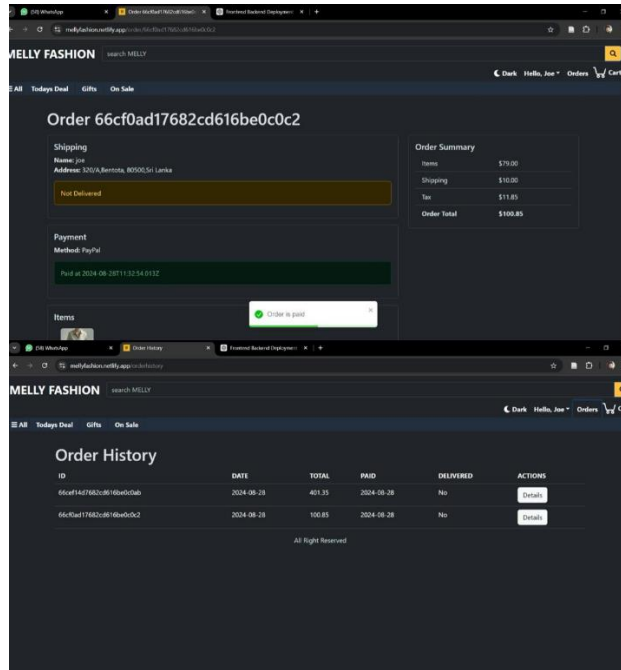 (58) WhatsApp
Order 66cf0ad17682cd616be0
Frontend Backend Deploymen
mellyfashion.netlify.app/order/66cf0ad17682cd616be0c0c2
MELLY FASHION
search MELLY
Dark Hello, Joe Orders Cart
All Todays Deal Gifts On Sale
Order 66cf0ad17682cd616be0c0c2
Shipping
Name: joe
Address: 320/A,Bentota, 80500,Sri Lanka
Not Delivered
Payment
Method: PayPal
Paid at 2024-08-28T11:32:54.013Z
Items
Order Summary
Items $79.00
Shipping $10.00
Tax $11.85
Order Total $100.85
Order is paid
(58) WhatsApp
Order History
Frontend Backend Deploymen
mellyfashion.netlify.app/orderhistory
MELLY FASHION
search MELLY
Dark Hello, Joe Orders
All Todays Deal Gifts On Sale
Order History
ID DATE TOTAL PAID DELIVERED ACTIONS
66cef14d7682cd616be0c0ab 2024-08-28 401.35 2024-08-28 No Details
66cf0ad17682cd616be0c0c2 2024-08-28 100.85 2024-08-28 No Details
All Right Reserved